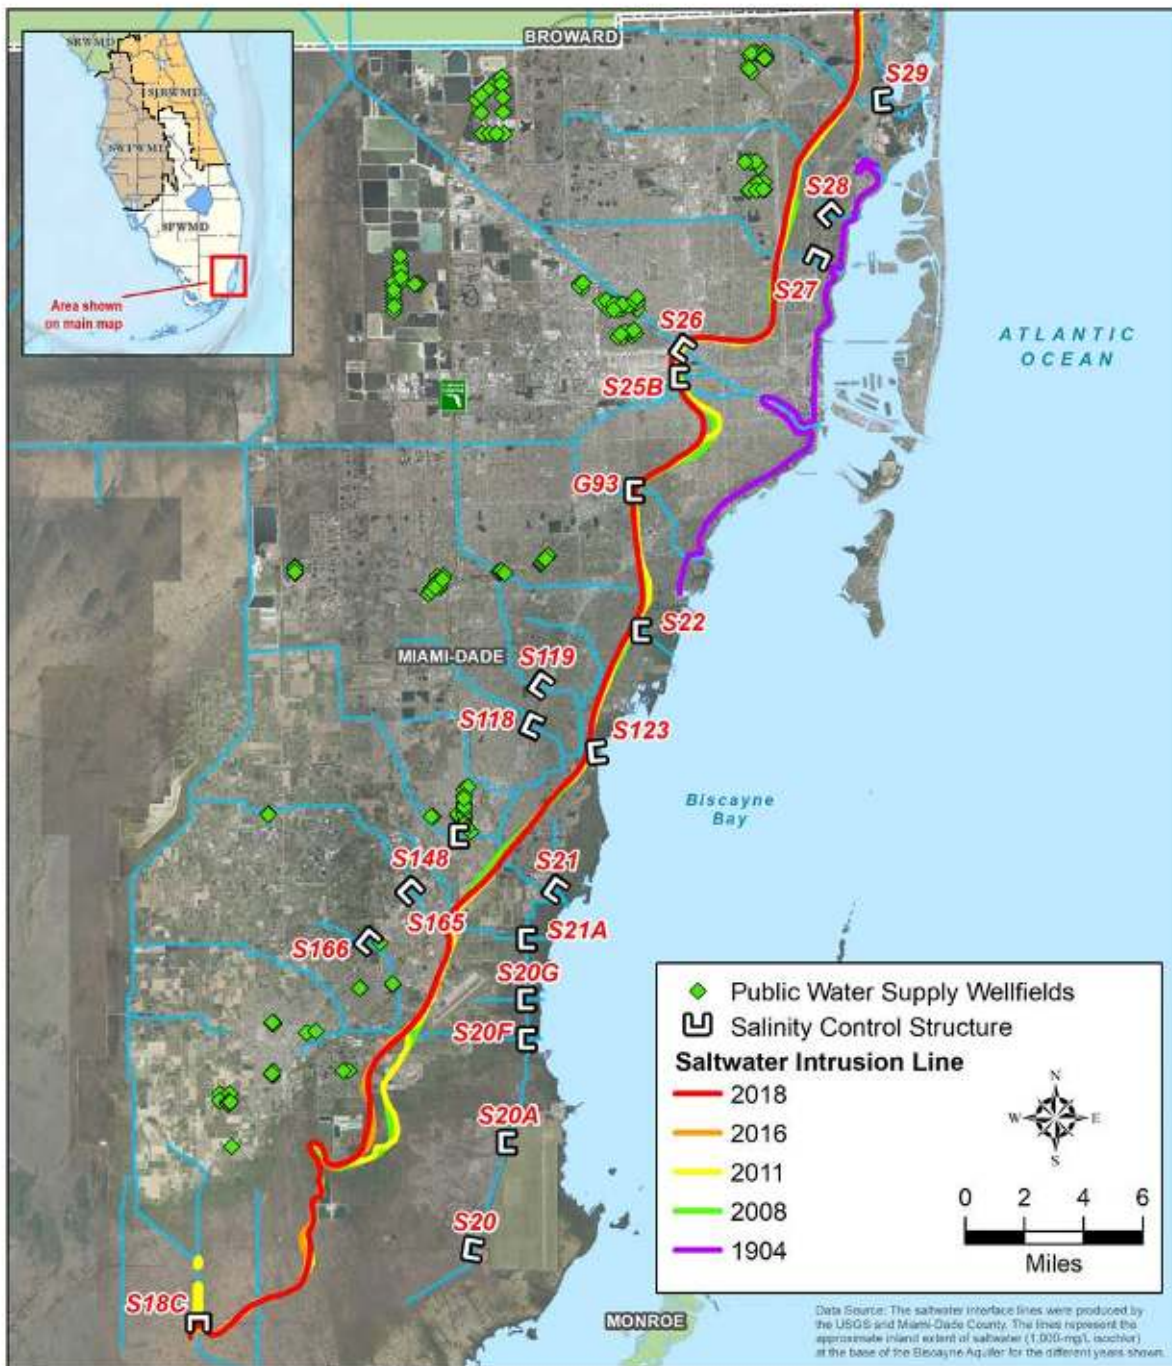 BROWARD
SRWMD
SJRWMD
SWFWMD
SFWMD
Area shown
on main map
S29
S28
S27
S26
S25B
ATLANTIC
OCEAN
G93
S22
MIAMI-DADE
S119
S118
S123
Biscayne
Bay
S148
S21
S165
S21A
S166
S20G
S20F
S20A
S20
S18C
MONROE
Public Water Supply Wellfields
Salinity Control Structure
Saltwater Intrusion Line
2018
2016
2011
2008
1904
N
W E
S
0 2 4 6
Miles
Data Source: The saltwater interface lines were produced by
the USGS and Miami-Dade County. The lines represent the
approximate inland extent of saltwater (1,000-mg/L isochlor)
at the base of the Biscayne Aquifer for the different years shown.